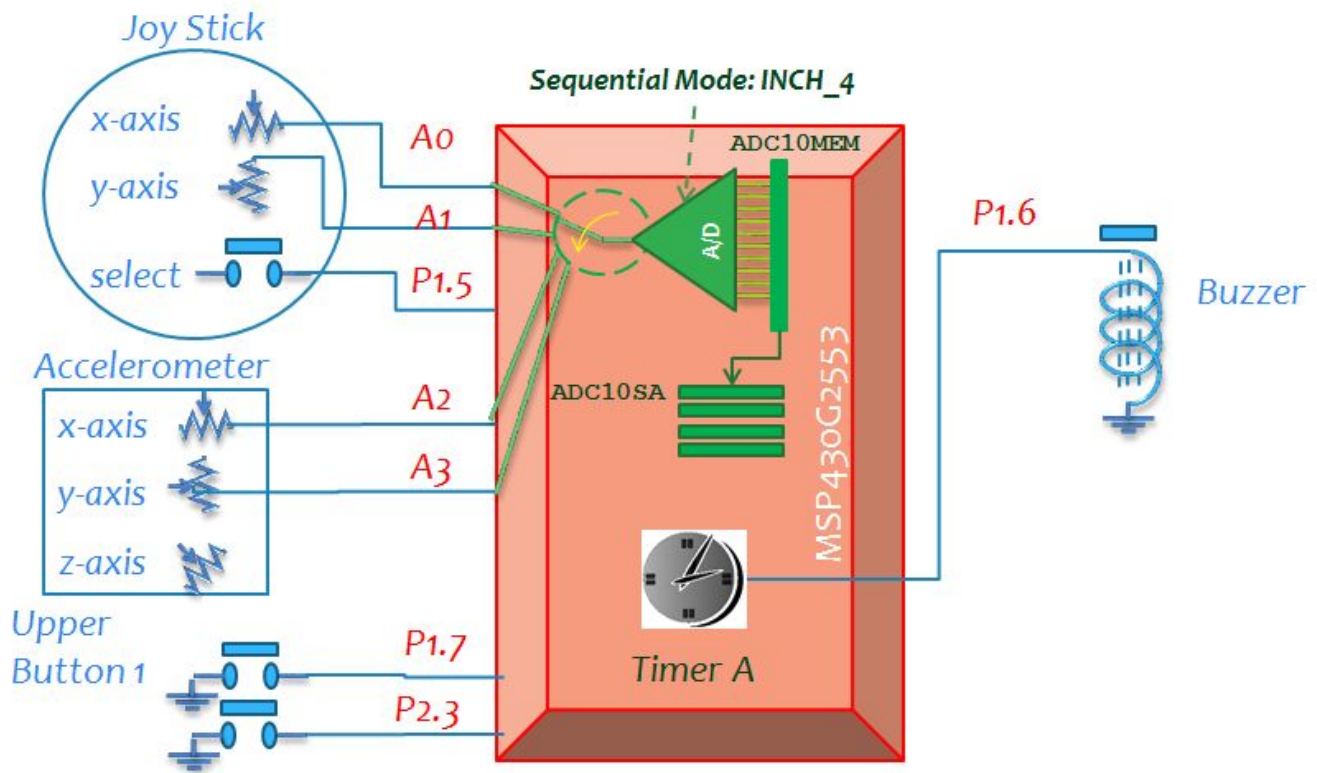 Joy Stick
Sequential Mode: INCH_4
x-axis
A0
ADC10MEM
y-axis
A1
P1.6
A/D
select
P1.5
Buzzer
Accelerometer
A2
ADC10SA
x-axis
MSP430G2553
A3
y-axis
z-axis
Upper
Button 1
P1.7
Timer A
P2.3